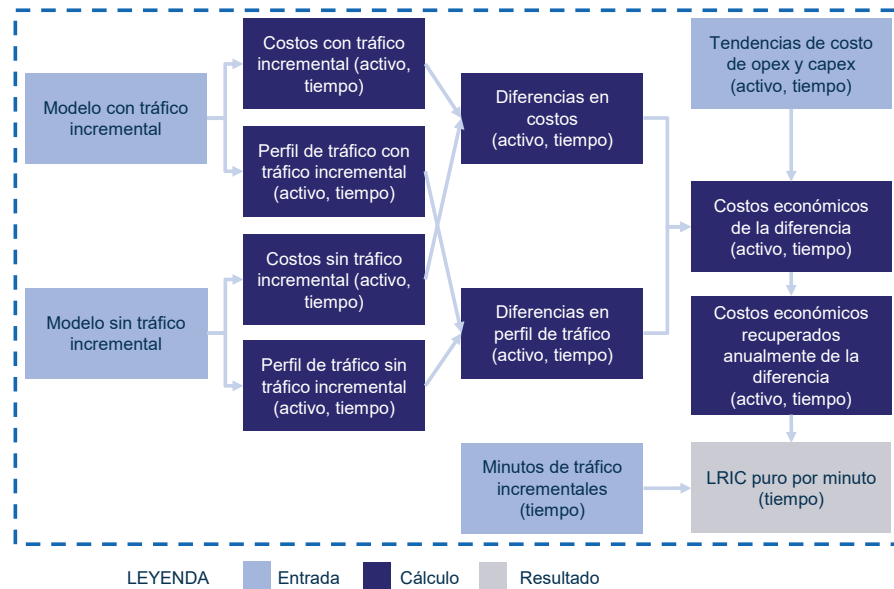 Modelo con tráfico
incremental
Modelo sin tráfico
incremental
Costos con tráfico
incremental (activo,
tiempo)
Perfil de tráfico con
tráfico incremental
(activo, tiempo)
Costos sin tráfico
incremental (activo,
tiempo)
Perfil de tráfico sin
tráfico incremental
(activo, tiempo)
Diferencias en
costos
(activo, tiempo)
Diferencias en
perfil de tráfico
(activo, tiempo)
Minutos de tráfico
incrementales
(tiempo)
Tendencias de costo
de opex y capex
(activo, tiempo)
Costos económicos
de la diferencia
(activo, tiempo)
Costos económicos
recuperados
anualmente de la
diferencia
(activo, tiempo)
LRIC puro por minuto
(tiempo)
LEYENDA
Entrada
Cálculo
Resultado